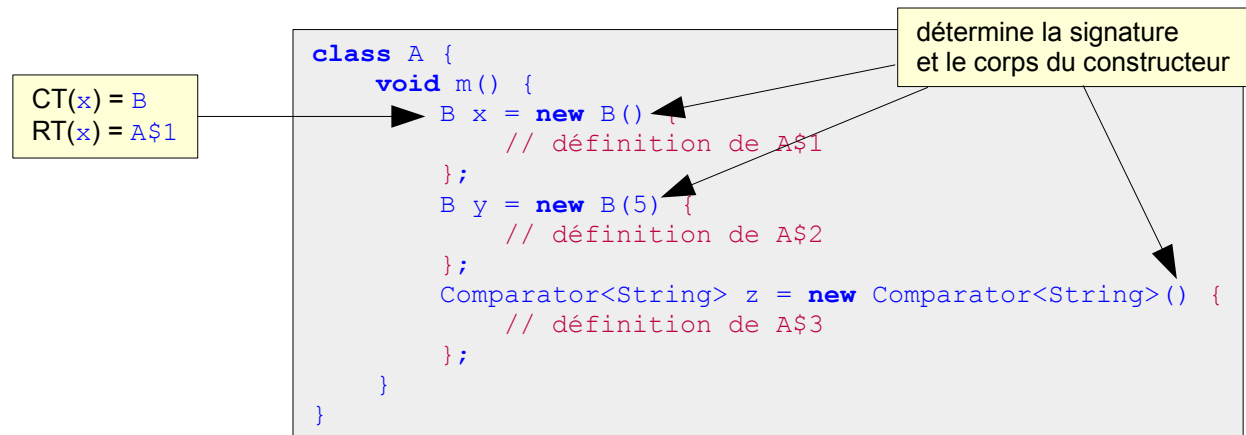 détermine la signature
et le corps du constructeur
CT(x) = B
RT(x) = A$1
class A {
    void m() {
        B x = new B() {
            // définition de A$1
        };
        B y = new B(5) {
            // définition de A$2
        };
        Comparator<String> z = new Comparator<String>() {
            // définition de A$3
        };
    }
}